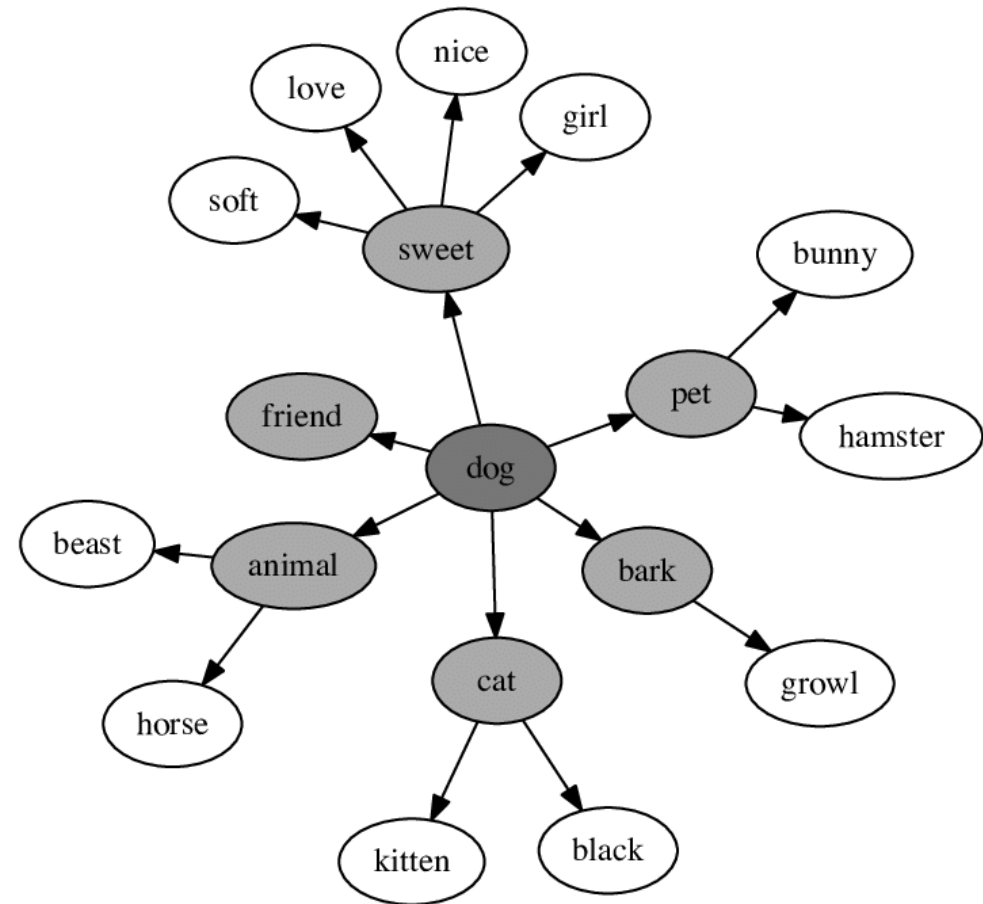 nice
love
girl
soft
sweet
bunny
pet
friend
hamster
dog
beast
animal
bark
cat
growl
horse
black
kitten